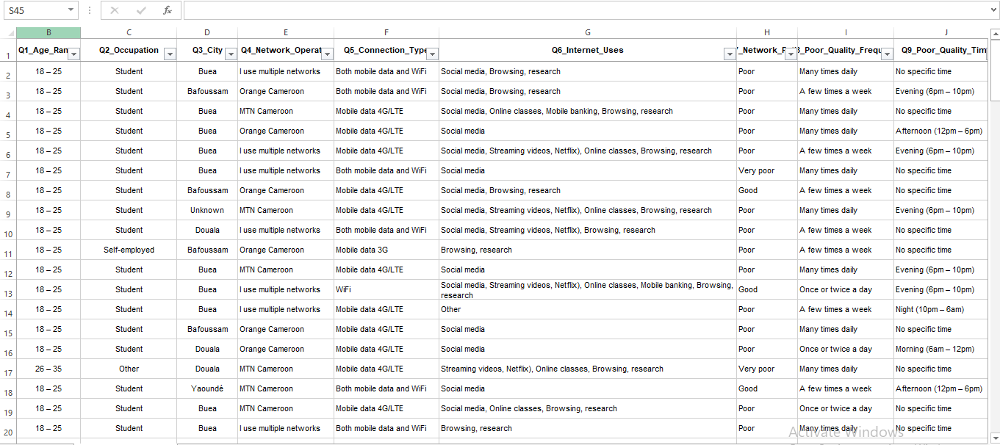 S45 fx
B C D E F G H I J
1 Q1_Age_Ran Q2_Occupation Q3_City Q4_Network_Operat Q5_Connection_Type Q6_Internet_Uses _Network_ _Poor_Quality_Frequ Q9_Poor_Quality_Tim
2 18 – 25 Student Buea I use multiple networks Both mobile data and WiFi Social media, Browsing, research Poor Many times daily No specific time
3 18 – 25 Student Bafoussam Orange Cameroon Both mobile data and WiFi Social media, Browsing, research Poor A few times a week Evening (6pm – 10pm)
4 18 – 25 Student Buea MTN Cameroon Mobile data 4G/LTE Social media, Online classes, Mobile banking, Browsing, research Poor Many times daily No specific time
5 18 – 25 Student Buea Orange Cameroon Mobile data 4G/LTE Social media Poor Many times daily Afternoon (12pm – 6pm)
6 18 – 25 Student Buea I use multiple networks Mobile data 4G/LTE Social media, Streaming videos, Netflix), Online classes, Browsing, research Poor A few times a week Evening (6pm – 10pm)
7 18 – 25 Student Buea I use multiple networks Both mobile data and WiFi Social media Very poor Many times daily No specific time
8 18 – 25 Student Bafoussam Orange Cameroon Mobile data 4G/LTE Social media, Browsing, research Good A few times a week No specific time
9 18 – 25 Student Unknown MTN Cameroon Mobile data 4G/LTE Social media, Streaming videos, Netflix), Online classes, Browsing, research Poor Many times daily Evening (6pm – 10pm)
10 18 – 25 Student Douala I use multiple networks Both mobile data and WiFi Social media, Streaming videos, Netflix), Browsing, research Poor A few times a week No specific time
11 18 – 25 Self-employed Bafoussam Orange Cameroon Mobile data 3G Browsing, research Poor A few times a week No specific time
12 18 – 25 Student Buea MTN Cameroon Mobile data 4G/LTE Social media Poor Many times daily Evening (6pm – 10pm)
13 18 – 25 Student Buea I use multiple networks WiFi Social media, Streaming videos, Netflix), Online classes, Mobile banking, Browsing, Good Once or twice a day Evening (6pm – 10pm)
research
14 18 – 25 Student Buea I use multiple networks Mobile data 4G/LTE Other Poor A few times a week Night (10pm – 6am)
15 18 – 25 Student Bafoussam Orange Cameroon Mobile data 4G/LTE Social media Poor Many times daily No specific time
16 18 – 25 Student Douala Orange Cameroon Mobile data 4G/LTE Social media Poor Once or twice a day Morning (6am – 12pm)
17 26 – 35 Other Douala MTN Cameroon Mobile data 4G/LTE Streaming videos, Netflix), Online classes, Browsing, research Very poor Many times daily No specific time
18 18 – 25 Student Yaoundé MTN Cameroon Both mobile data and WiFi Social media Good A few times a week Afternoon (12pm – 6pm)
19 18 – 25 Student Buea MTN Cameroon Mobile data 4G/LTE Social media, Online classes, Browsing, research Poor Once or twice a day No specific time
20 18 – 25 Student Buea I use multiple networks Both mobile data and WiFi Browsing, research Poor Many times daily No specific time
Activate Windows